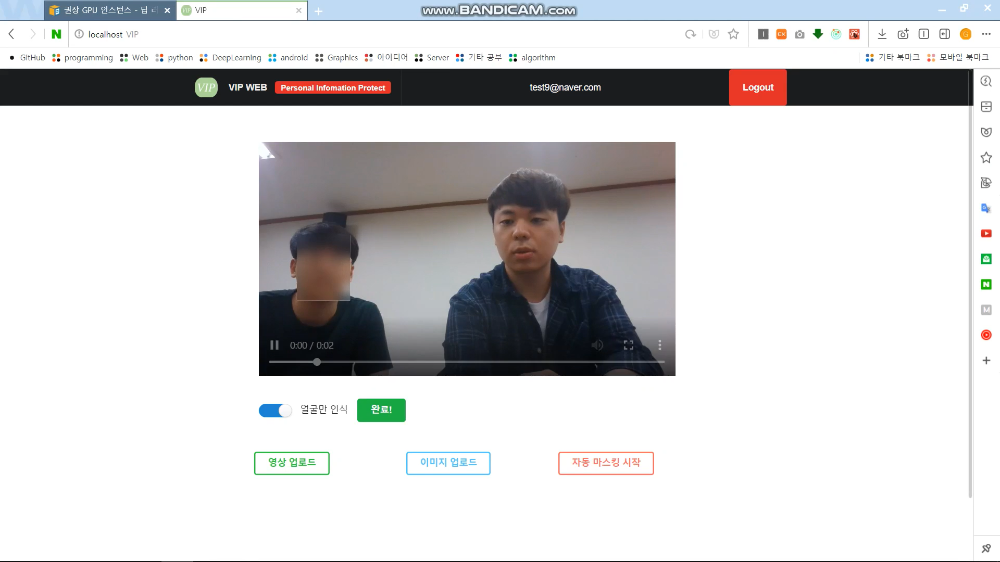 권장 GPU 인스턴스 - 딥 러
VIP VIP
www.BANDICAM.com
N localhost VIP
EX G
GitHub programming Web python DeepLearning android Graphics 아이디어 Server 기타 공부 algorithm 기타 북마크 모바일 북마크
VIP VIP WEB Personal Infomation Protect test9@naver.com Logout
0:00 / 0:02
얼굴만 인식 완료!
영상 업로드 이미지 업로드 자동 마스킹 시작
N
M